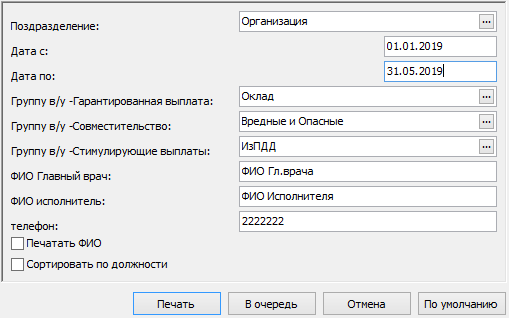 Поздразделение: Организация ...
Дата с: 01.01.2019
Дата по: 31.05.2019
Группу в/у -Гарантированная выплата: Оклад ...
Группу в/у -Совместительство: Вредные и Опасные ...
Группу в/у -Стимулирующие выплаты: ИзПДД ...
ФИО Главный врач: ФИО Гл.врача
ФИО исполнитель: ФИО Исполнителя
телефон: 2222222
Печатать ФИО
Сортировать по должности
Печать В очередь Отмена По умолчанию